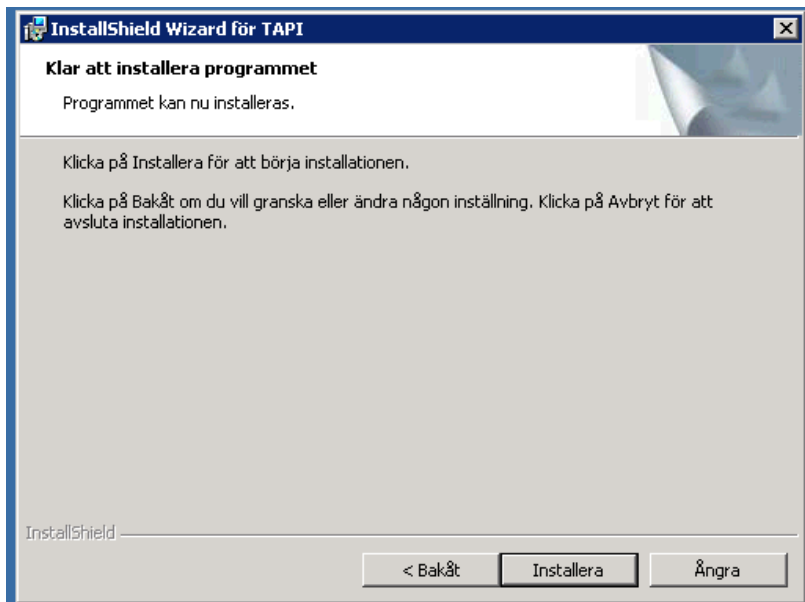 InstallShield Wizard för TAPI
Klar att installera programmet
Programmet kan nu installeras.
Klicka på Installera för att börja installationen.
Klicka på Bakåt om du vill granska eller ändra någon inställning. Klicka på Avbryt för att
avsluta installationen.
InstallShield
< Bakåt
Installera
Ångra